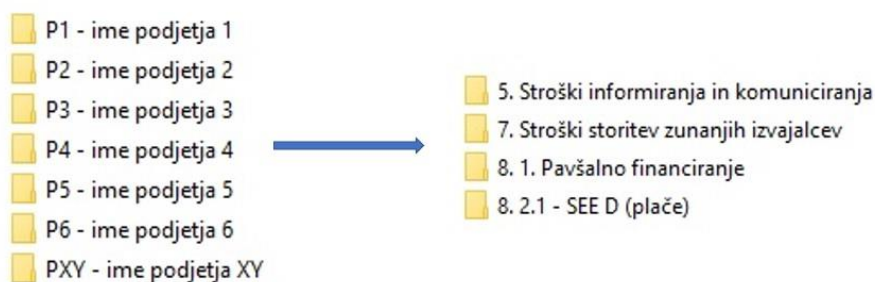 P1 - ime podjetja 1
P2 - ime podjetja 2
P3 - ime podjetja 3
P4 - ime podjetja 4
P5 - ime podjetja 5
P6 - ime podjetja 6
PXY - ime podjetja XY
5. Stroški informiranja in komuniciranja
7. Stroški storitev zunanjih izvajalcev
8. 1. Pavšalno financiranje
8. 2.1 - SEE D (plače)